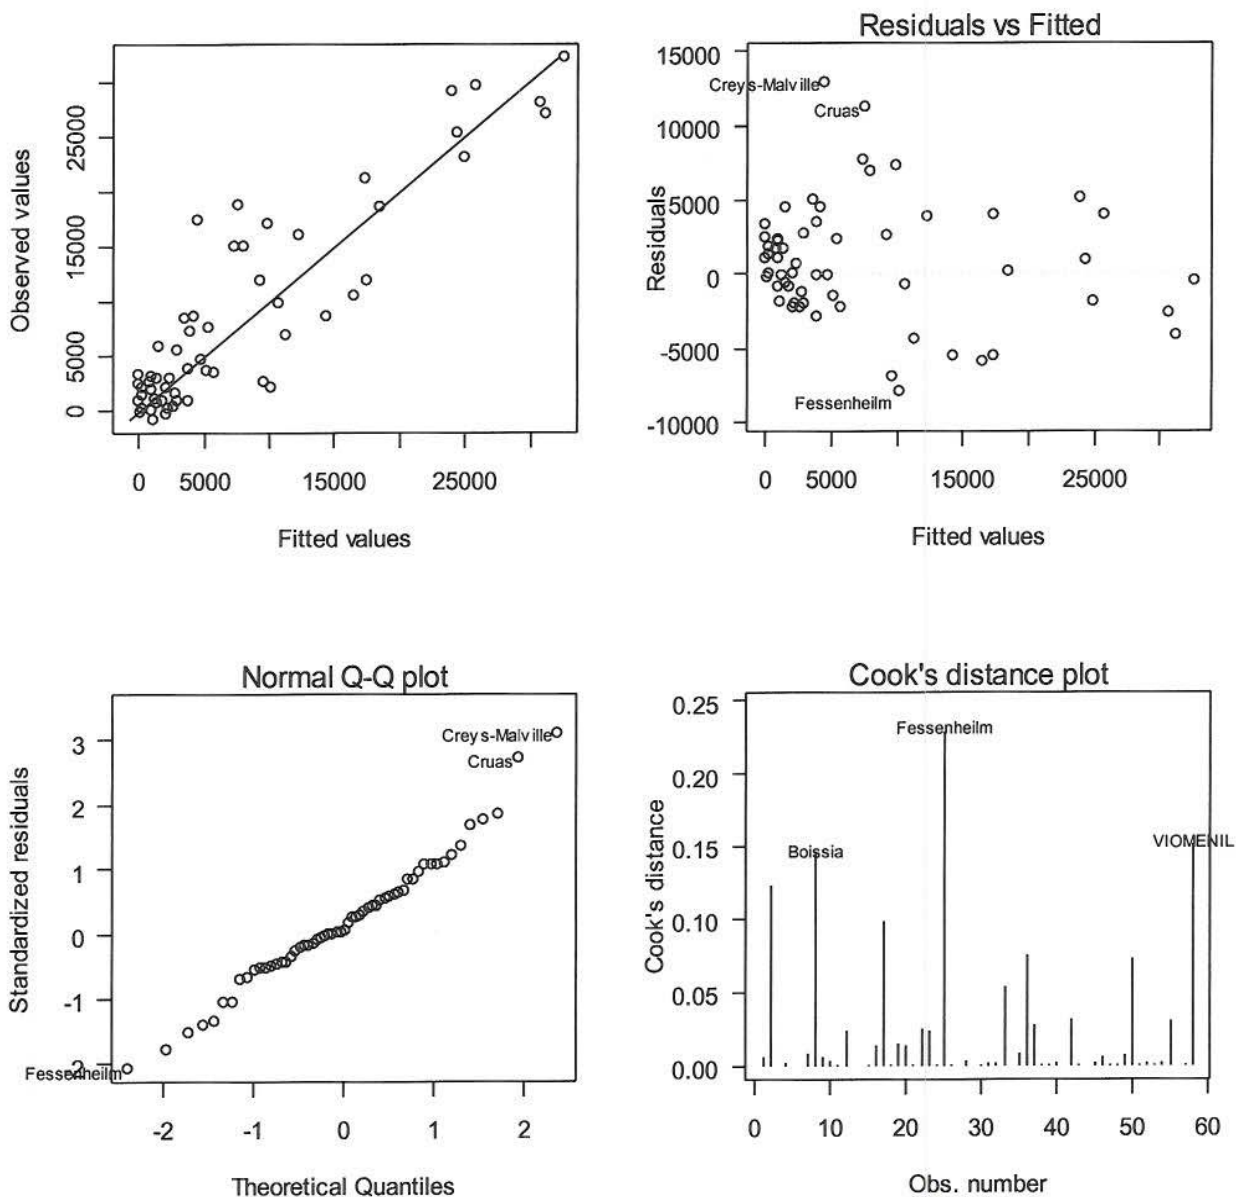 Observed values
25000
15000
5000
0
0 5000 15000 25000
Fitted values
Residuals vs Fitted
Residuals
15000
10000
5000
0
-5000
-10000
Creys-Malville
Cruas
Fessenheilm
0 5000 15000 25000
Fitted values
Normal Q-Q plot
Standardized residuals
3
2
1
0
-1
-2
Creys-Malville
Cruas
Fessenheilm
-2 -1 0 1 2
Theoretical Quantiles
Cook's distance plot
Cook's distance
0.25
0.20
0.15
0.10
0.05
0.00
Fessenheilm
Boissia
VIOMENIL
0 10 20 30 40 50 60
Obs. number